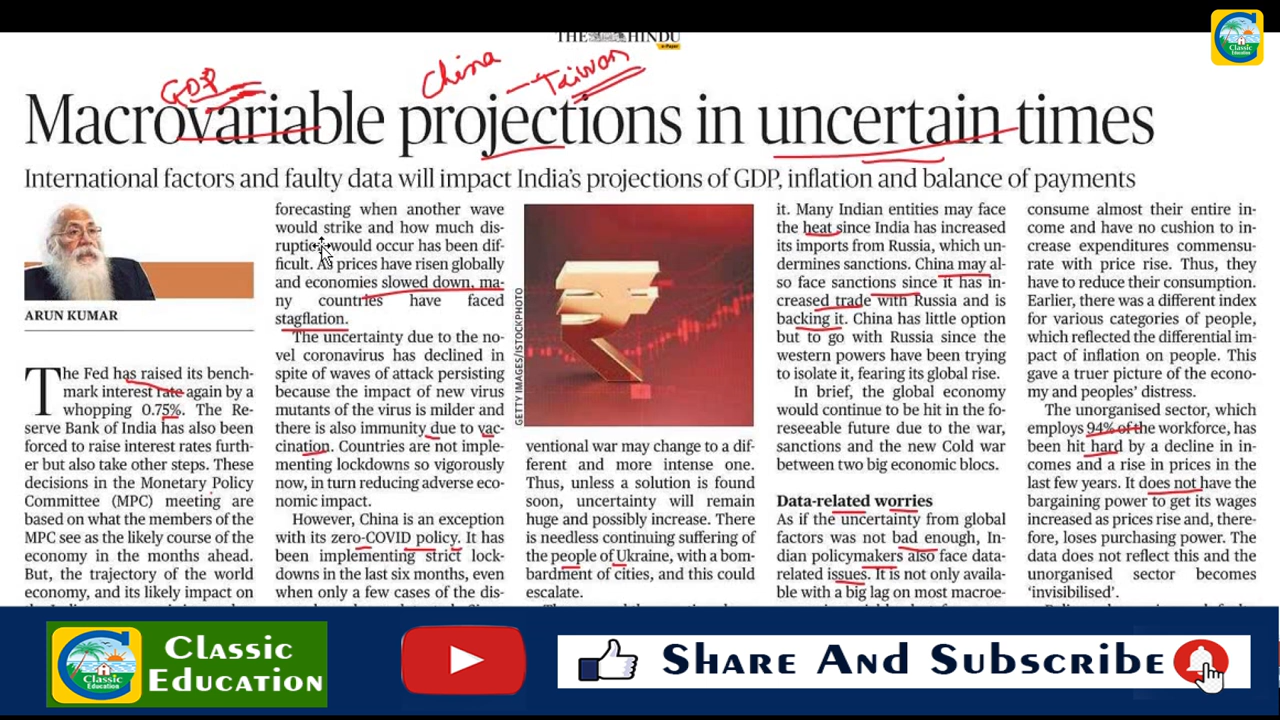 Classic
Education
THE HINDU
e-Paper
GDP
China
- Taiwan
Macrovariable projections in uncertain times
International factors and faulty data will impact India's projections of GDP, inflation and balance of payments
ARUN KUMAR
The Fed has raised its bench-
mark interest rate again by a
whopping 0.75%. The Re-
serve Bank of India has also been
forced to raise interest rates furth-
er but also take other steps. These
decisions in the Monetary Policy
Committee (MPC) meeting are
based on what the members of the
MPC see as the likely course of the
economy in the months ahead.
But, the trajectory of the world
economy, and its likely impact on
forecasting when another wave
would strike and how much dis-
ruption would occur has been dif-
ficult. As prices have risen globally
and economies slowed down, ma-
ny countries have faced
stagflation.
The uncertainty due to the no-
vel coronavirus has declined in
spite of waves of attack persisting
because the impact of new virus
mutants of the virus is milder and
there is also immunity due to vac-
cination. Countries are not imple-
menting lockdowns so vigorously
now, in turn reducing adverse eco-
nomic impact.
However, China is an exception
with its zero-COVID policy. It has
been implementing strict lock-
downs in the last six months, even
when only a few cases of the dis-
GETTY IMAGES/ISTOCKPHOTO
ventional war may change to a dif-
ferent and more intense one.
Thus, unless a solution is found
soon, uncertainty will remain
huge and possibly increase. There
is needless continuing suffering of
the people of Ukraine, with a bom-
bardment of cities, and this could
escalate.
it. Many Indian entities may face
the heat since India has increased
its imports from Russia, which un-
dermines sanctions. China may al-
so face sanctions since it has in-
creased trade with Russia and is
backing it. China has little option
but to go with Russia since the
western powers have been trying
to isolate it, fearing its global rise.
In brief, the global economy
would continue to be hit in the fo-
reseeable future due to the war,
sanctions and the new Cold war
between two big economic blocs.
Data-related worries
As if the uncertainty from global
factors was not bad enough, In-
dian policymakers also face data-
related issues. It is not only availa-
ble with a big lag on most macroe-
consume almost their entire in-
come and have no cushion to in-
crease expenditures commensu-
rate with price rise. Thus, they
have to reduce their consumption.
Earlier, there was a different index
for various categories of people,
which reflected the differential im-
pact of inflation on people. This
gave a truer picture of the econo-
my and peoples' distress.
The unorganised sector, which
employs 94% of the workforce, has
been hit hard by a decline in in-
comes and a rise in prices in the
last few years. It does not have the
bargaining power to get its wages
increased as prices rise and, there-
fore, loses purchasing power. The
data does not reflect this and the
unorganised sector becomes
'invisibilised'.
Classic
Education
Classic
Education
Share And Subscribe